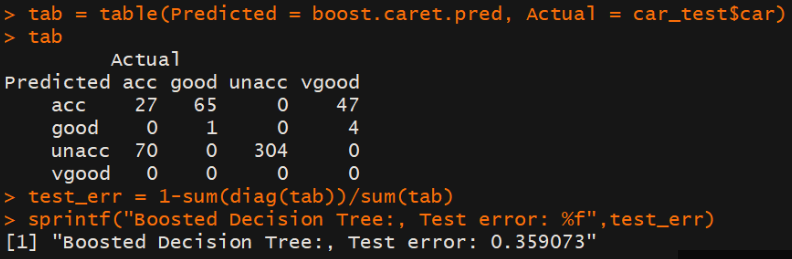 > tab = table(Predicted = boost.caret.pred, Actual = car_test$car)
> tab
Actual
Predicted acc good unacc vgood
acc 27 65 0 47
good 0 1 0 4
unacc 70 0 304 0
vgood 0 0 0 0
> test_err = 1-sum(diag(tab))/sum(tab)
> sprintf("Boosted Decision Tree:, Test error: %f",test_err)
[1] "Boosted Decision Tree:, Test error: 0.359073"